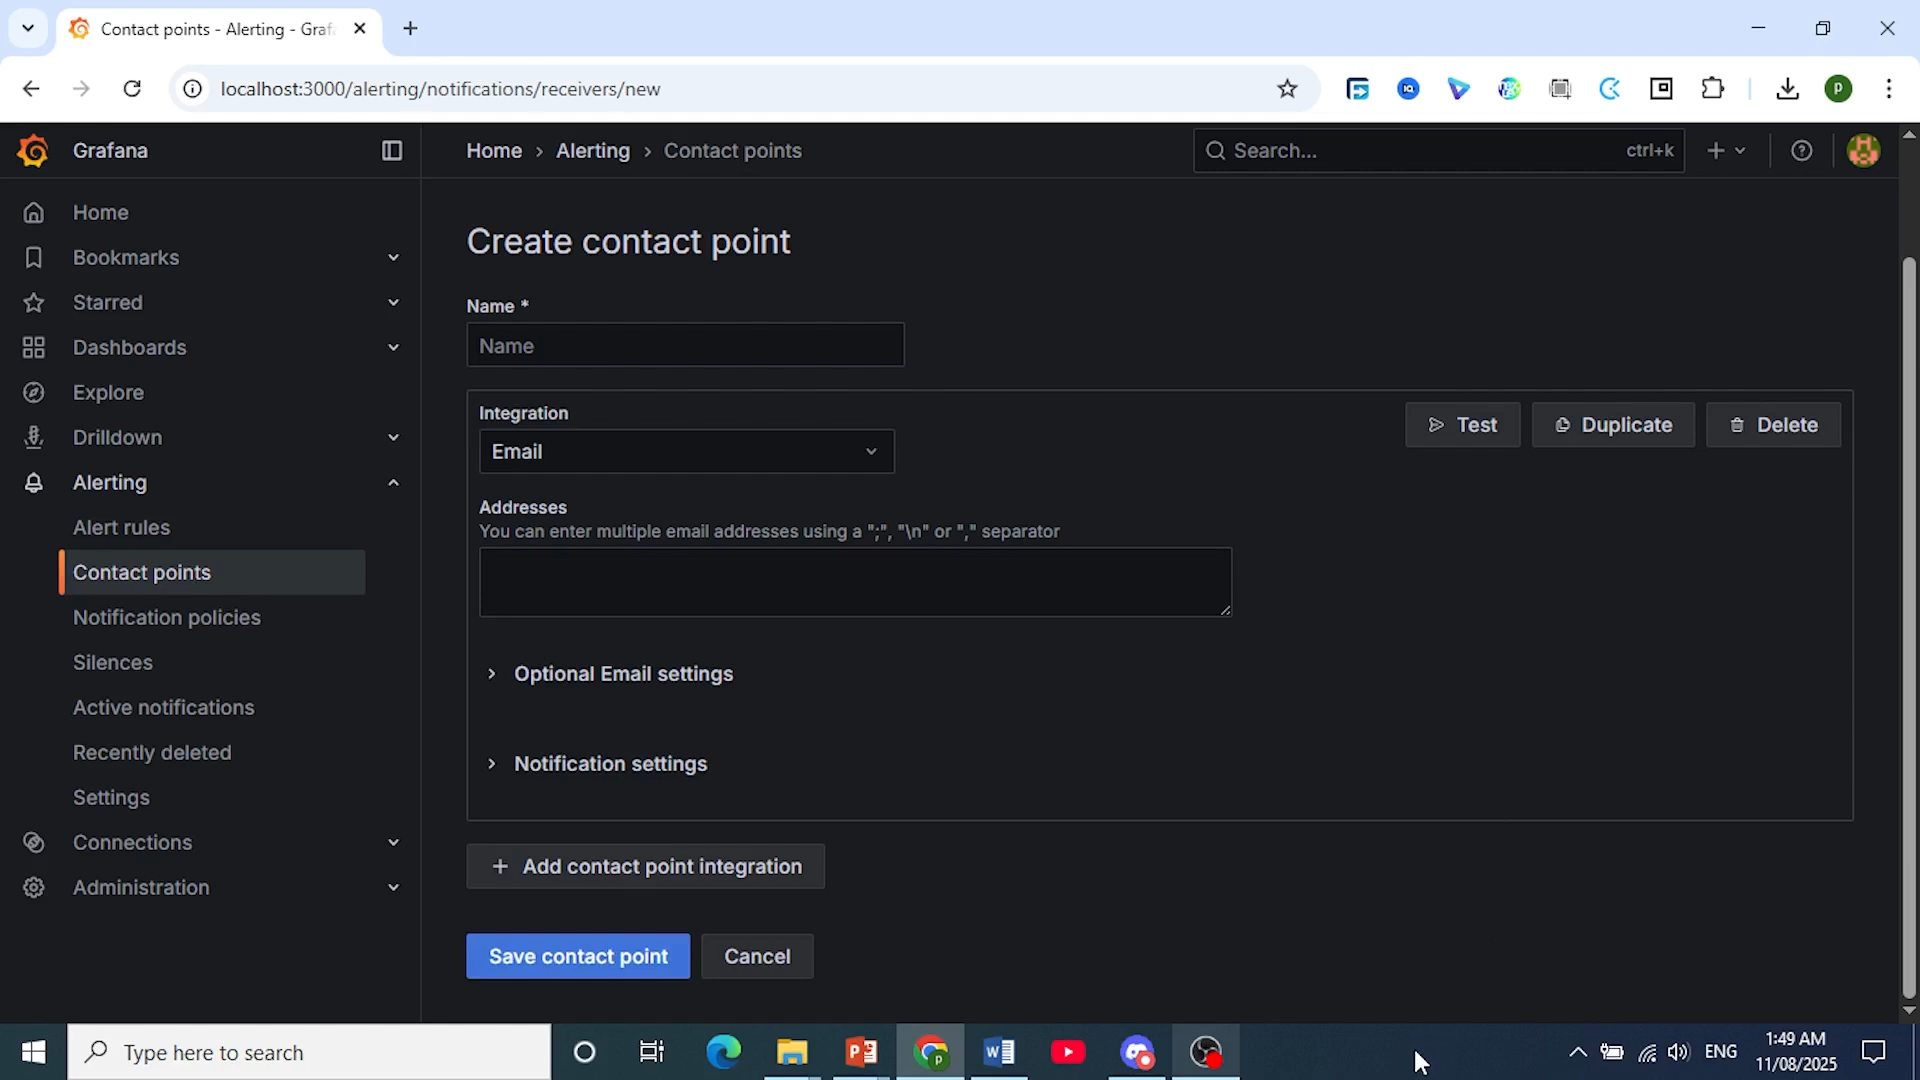 Contact points - Alerting - Graf
localhost:3000/alerting/notifications/receivers/new
Grafana
Home › Alerting › Contact points
Search...
ctrl+k
Home
Bookmarks
Starred
Dashboards
Explore
Drilldown
Alerting
Alert rules
Contact points
Notification policies
Silences
Active notifications
Recently deleted
Settings
Connections
Administration
Create contact point
Name *
Name
Integration
Email
Test
Duplicate
Delete
Addresses
You can enter multiple email addresses using a ";", "\n" or "," separator
Optional Email settings
Notification settings
Add contact point integration
Save contact point
Cancel
Type here to search
ENG
1:49 AM
11/08/2025